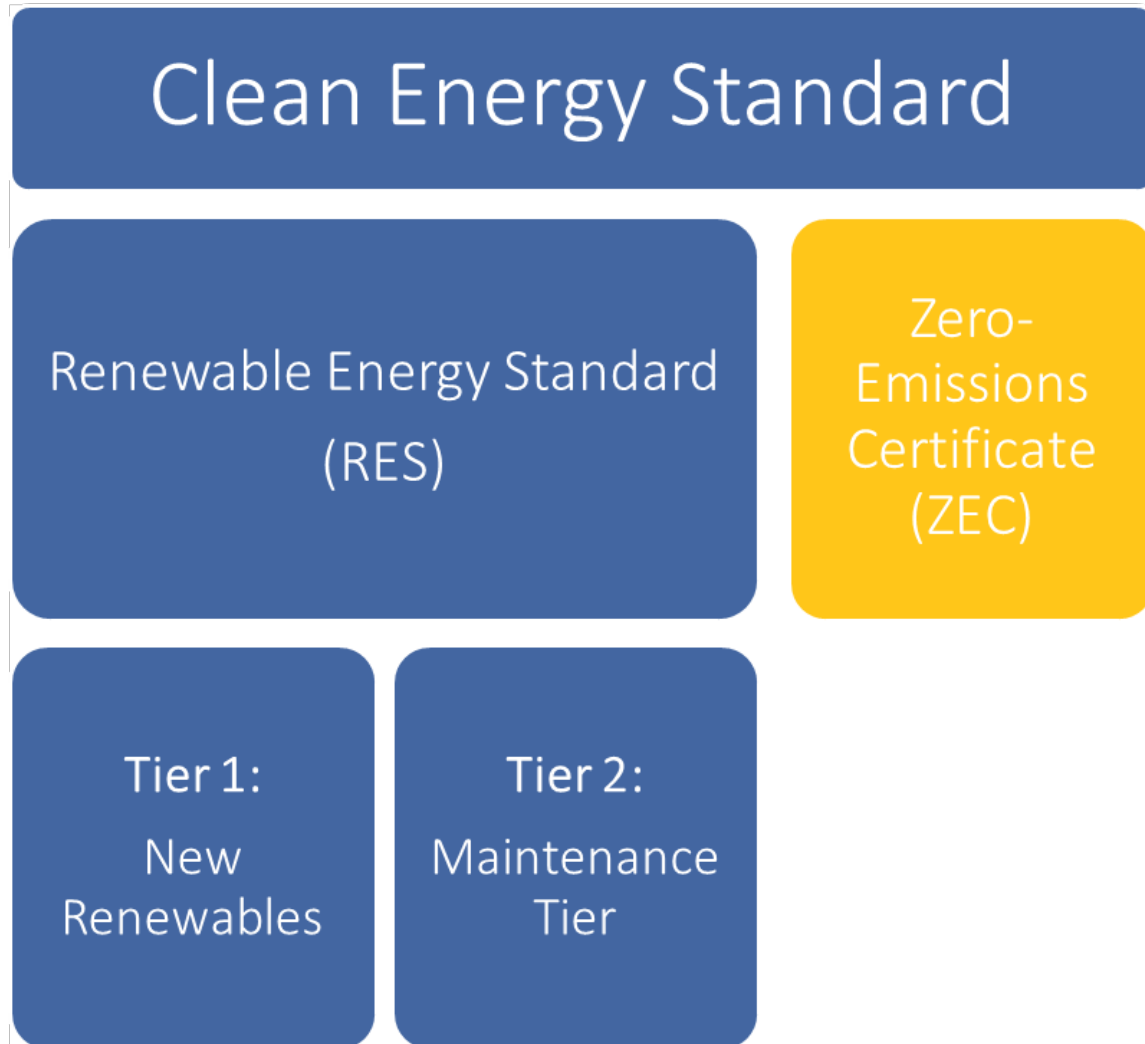 Clean Energy Standard
Renewable Energy Standard
(RES)
Zero-
Emissions
Certificate
(ZEC)
Tier 1:
New
Renewables
Tier 2:
Maintenance
Tier